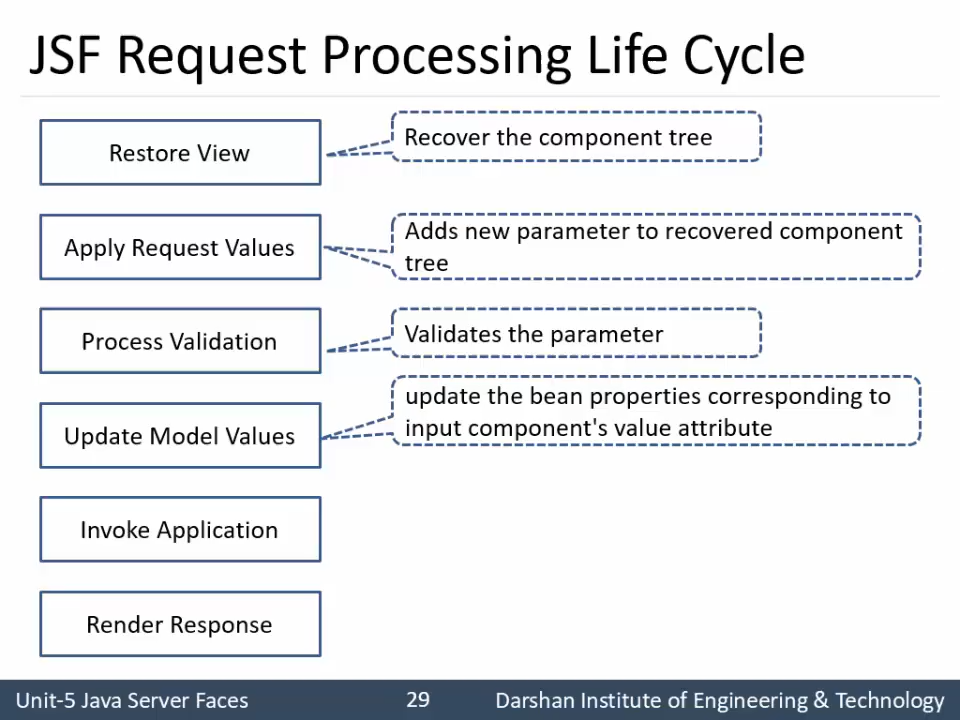 JSF Request Processing Life Cycle
Restore View
Recover the component tree
Apply Request Values
Adds new parameter to recovered component
tree
Process Validation
Validates the parameter
Update Model Values
update the bean properties corresponding to
input component's value attribute
Invoke Application
Render Response
Unit-5 Java Server Faces
29
Darshan Institute of Engineering & Technology